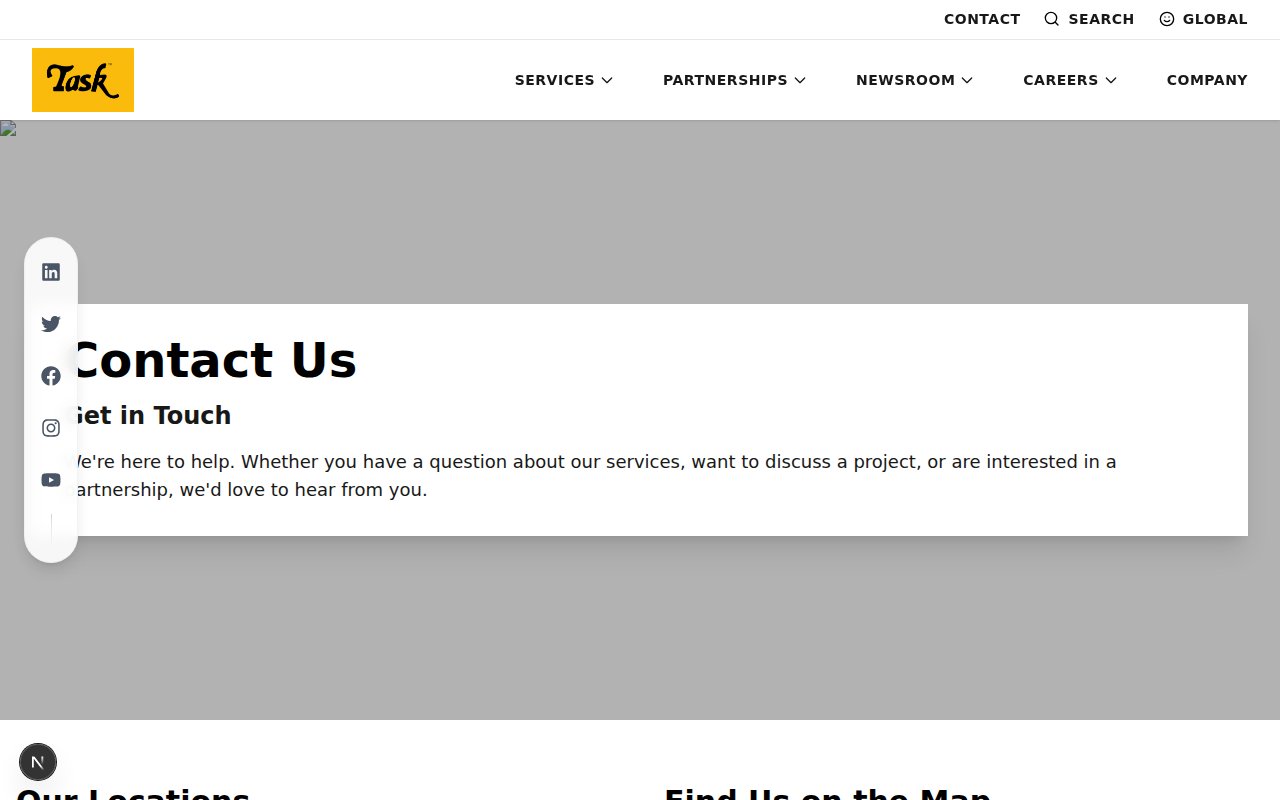 CONTACT SEARCH GLOBAL
Task™
SERVICES PARTNERSHIPS NEWSROOM CAREERS COMPANY
Contact Us
Get in Touch
We're here to help. Whether you have a question about our services, want to discuss a project, or are interested in a
partnership, we'd love to hear from you.
Our Locations
Find Us on the Map